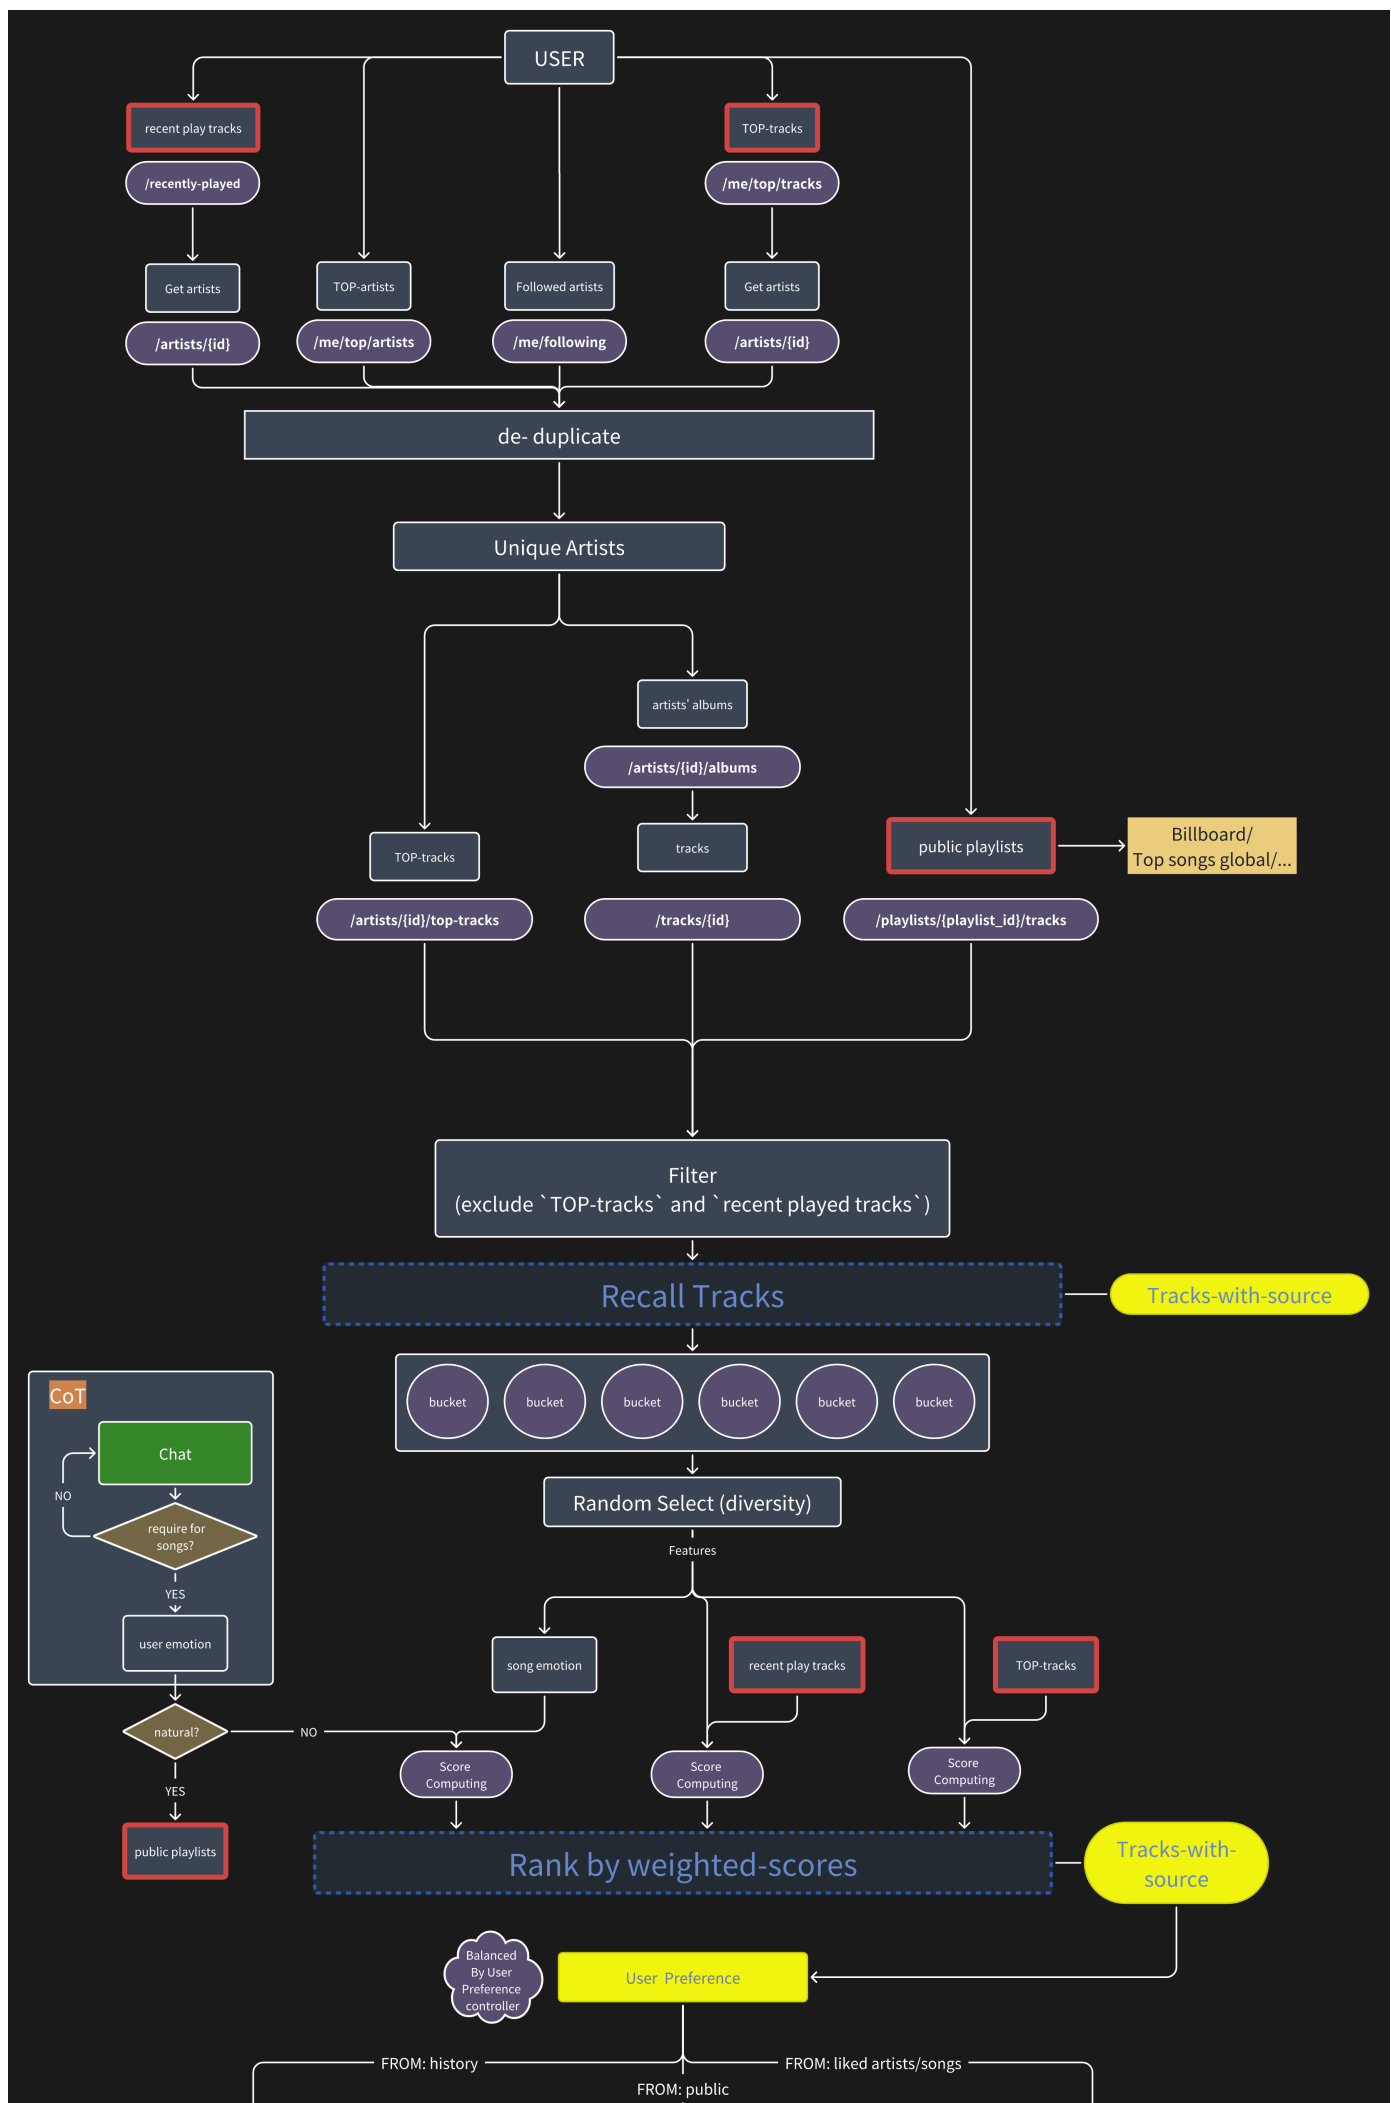 USER
recent play tracks
TOP-tracks
/recently-played
/me/top/tracks
Get artists
TOP-artists
Followed artists
Get artists
/artists/{id}
/me/top/artists
/me/following
/artists/{id}
de- duplicate
Unique Artists
artists' albums
/artists/{id}/albums
TOP-tracks
tracks
public playlists
Billboard/
Top songs global/...
/artists/{id}/top-tracks
/tracks/{id}
/playlists/{playlist_id}/tracks
Filter
(exclude `TOP-tracks` and `recent played tracks`)
Recall Tracks
Tracks-with-source
bucket
bucket
bucket
bucket
bucket
bucket
CoT
Chat
NO
require for
songs?
YES
user emotion
Random Select (diversity)
Features
song emotion
recent play tracks
TOP-tracks
natural?
NO
YES
public playlists
Score
Computing
Score
Computing
Score
Computing
Rank by weighted-scores
Tracks-with-
source
Balanced
By User
Preference
controller
User Preference
FROM: history
FROM: liked artists/songs
FROM: public